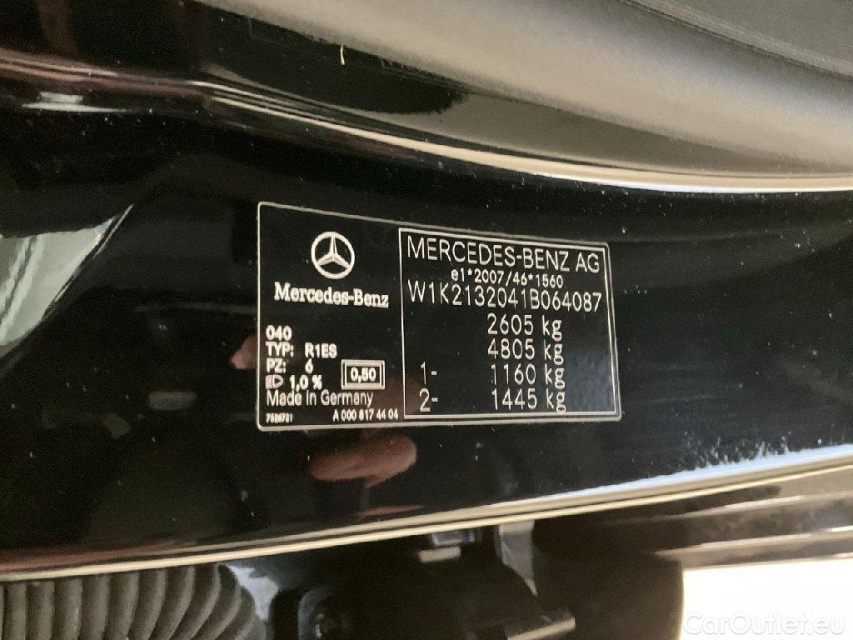 Mercedes-Benz
040
TYP: R1ES
PZ: 6
1,0 % 0,50
Made in Germany
7526721 A 000 817 44 04
MERCEDES-BENZ AG
e1*2007/46*1560
W1K2132041B064087
2605 kg
4805 kg
1- 1160 kg
2- 1445 kg
CarOutlet.eu